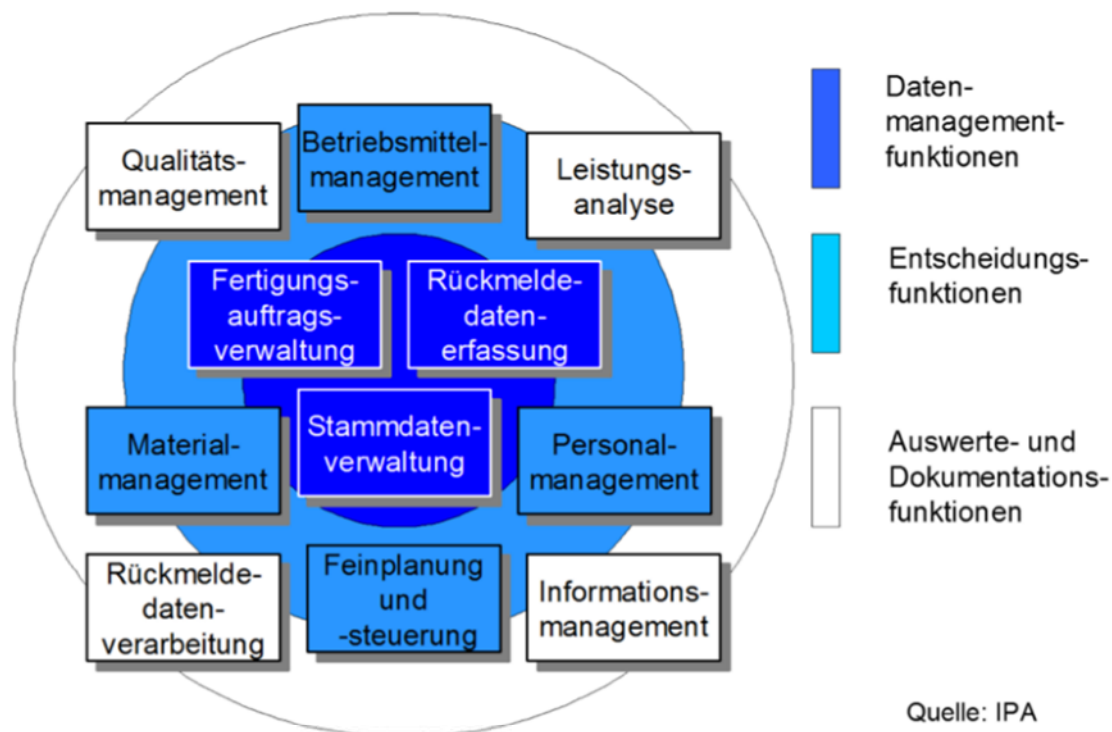 Qualitäts-
management
Betriebsmittel-
management
Leistungs-
analyse
Fertigungs-
auftrags-
verwaltung
Rückmelde-
daten-
erfassung
Material-
management
Stammdaten-
verwaltung
Personal-
management
Rückmelde-
daten-
verarbeitung
Feinplanung
und
-steuerung
Informations-
management
Daten-
management-
funktionen
Entscheidungs-
funktionen
Auswerte- und
Dokumentations-
funktionen
Quelle: IPA